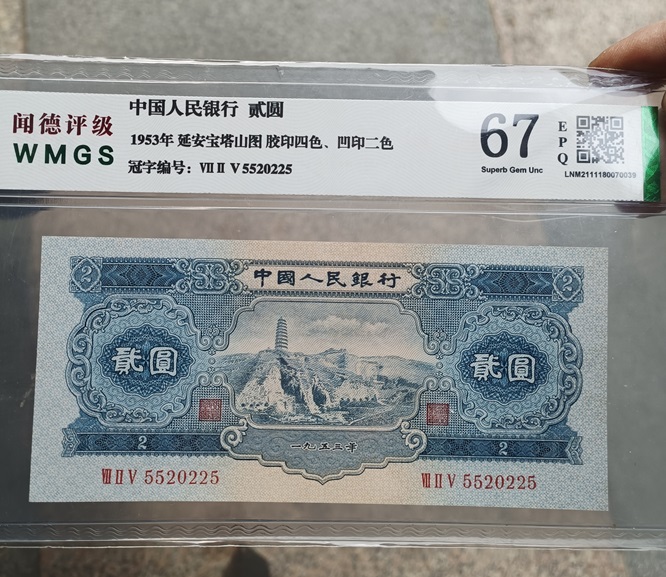 闻德评级
WMGS
中国人民银行 贰圆
1953年 延安宝塔山图 胶印四色、凹印二色
冠字编号: VII II V 5520225
67
Superb Gem Unc
EPQ
LNM2111180070039
2
中國人民銀行
2
貳圓
貳圓
2
一九五三年
2
VII II V 5520225
VII II V 5520225